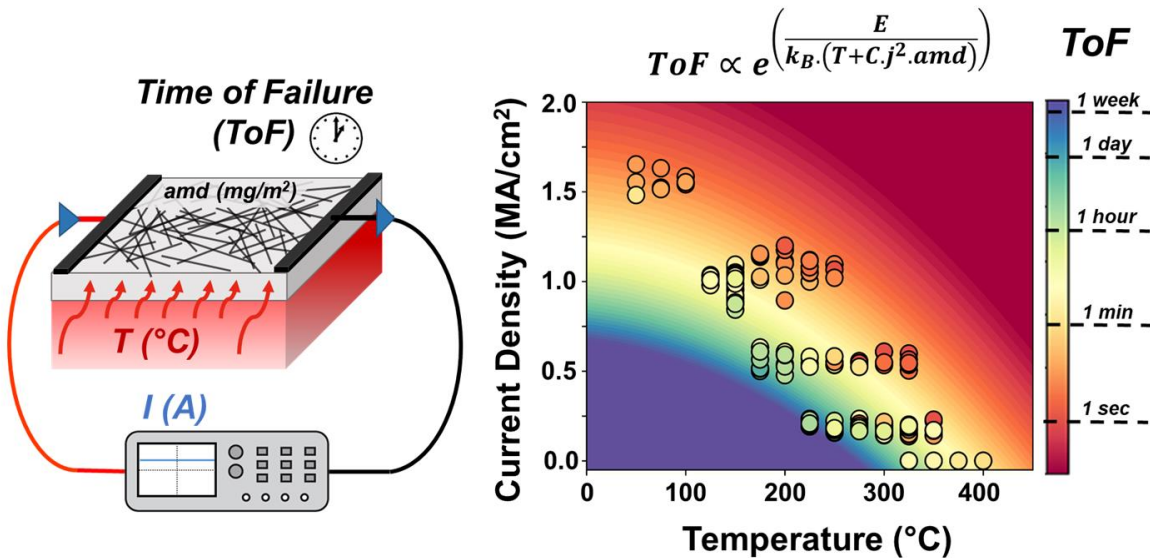 Time of Failure
(ToF)
amd (mg/m²)
T (°C)
I (A)
ToF ∝ e^(E / k_B.(T+C.j².amd))
ToF
Current Density (MA/cm²)
2.0
1.5
1.0
0.5
0.0
0 100 200 300 400
Temperature (°C)
1 week
1 day
1 hour
1 min
1 sec